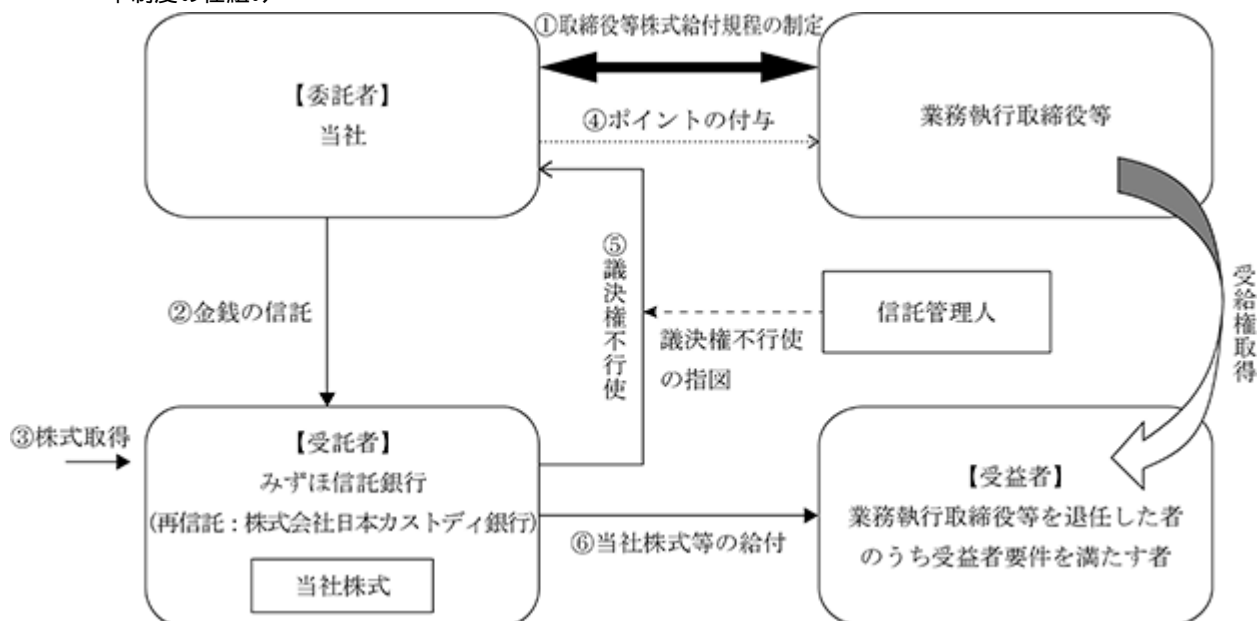 本制度の仕組み
①取締役等株式給付規程の制定
【委託者】
当社
④ポイントの付与
業務執行取締役等
②金銭の信託
⑤議決権不行使
議決権不行使
の指図
信託管理人
受給権取得
③株式取得
【受託者】
みずほ信託銀行
(再信託：株式会社日本カストディ銀行)
当社株式
⑥当社株式等の給付
【受益者】
業務執行取締役等を退任した者
のうち受益者要件を満たす者